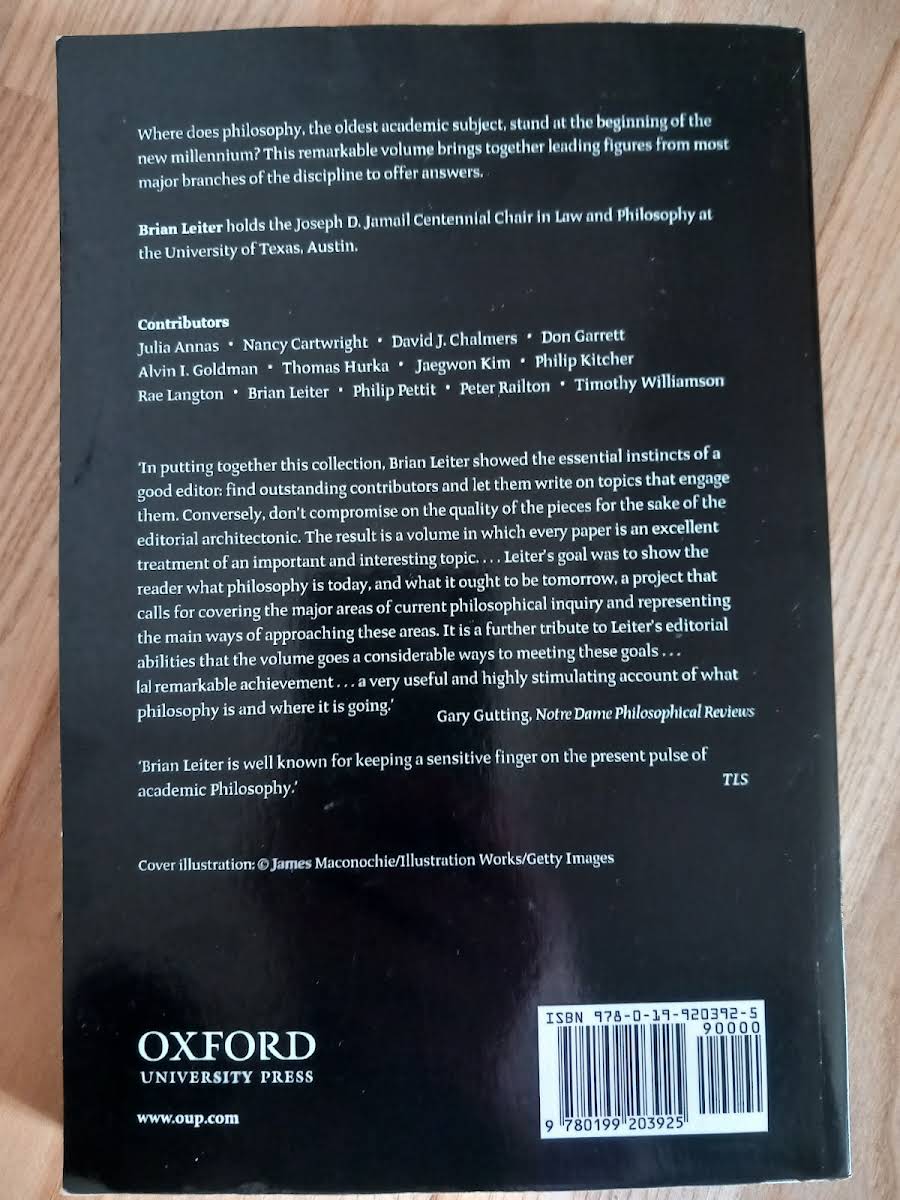 Where does philosophy, the oldest academic subject, stand at the beginning of the
new millennium? This remarkable volume brings together leading figures from most
major branches of the discipline to offer answers.
Brian Leiter holds the Joseph D. Jamail Centennial Chair in Law and Philosophy at
the University of Texas, Austin.
Contributors
Julia Annas • Nancy Cartwright • David J. Chalmers • Don Garrett
Alvin I. Goldman • Thomas Hurka • Jaegwon Kim • Philip Kitcher
Rae Langton • Brian Leiter • Philip Pettit • Peter Railton • Timothy Williamson
'In putting together this collection, Brian Leiter showed the essential instincts of a
good editor: find outstanding contributors and let them write on topics that engage
them. Conversely, don't compromise on the quality of the pieces for the sake of the
editorial architectonic. The result is a volume in which every paper is an excellent
treatment of an important and interesting topic.... Leiter's goal was to show the
reader what philosophy is today, and what it ought to be tomorrow, a project that
calls for covering the major areas of current philosophical inquiry and representing
the main ways of approaching these areas. It is a further tribute to Leiter's editorial
abilities that the volume goes a considerable ways to meeting these goals...
[a] remarkable achievement...a very useful and highly stimulating account of what
philosophy is and where it is going.'
Gary Gutting, Notre Dame Philosophical Reviews
'Brian Leiter is well known for keeping a sensitive finger on the present pulse of
academic Philosophy.'
TLS
Cover illustration: © James Maconochie/Illustration Works/Getty Images
OXFORD
UNIVERSITY PRESS
www.oup.com
ISBN 978-0-19-920392-5
90000
9 780199 203925